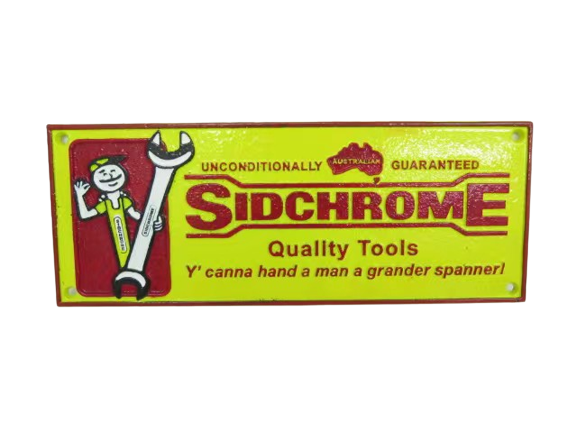 UNCONDITIONALLY AUSTRALIAN GUARANTEED
SIDCHROME
Quality Tools
Y' canna hand a man a grander spanner!